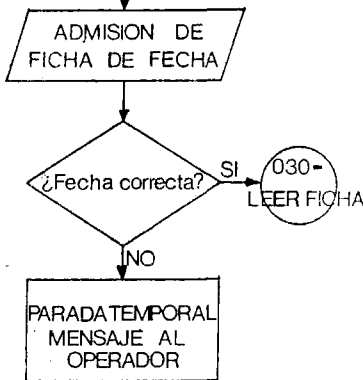 ADMISION DE
FICHA DE FECHA
¿Fecha correcta?
SI
030-
LEER FICHA
NO
PARADA TEMPORAL
MENSAJE AL
OPERADOR